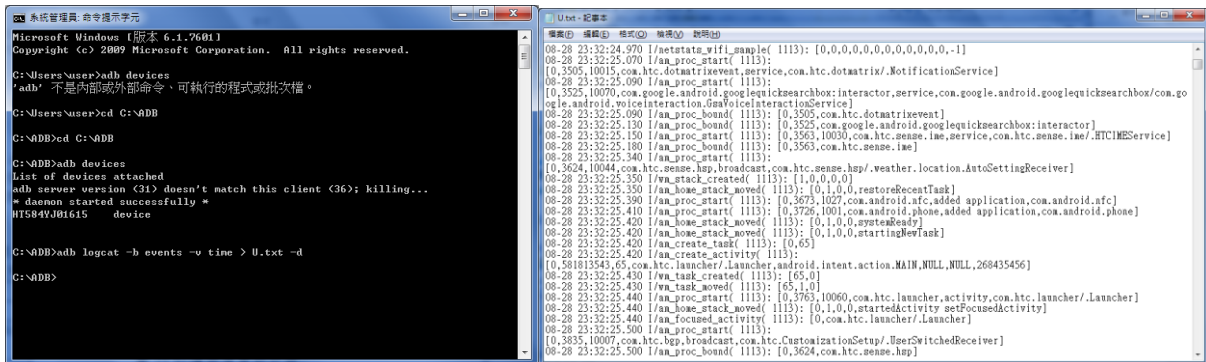 系統管理員: 命令提示字元
Microsoft Windows [版本 6.1.7601]
Copyright (c) 2009 Microsoft Corporation.  All rights reserved.
C:\Users\user>adb devices
'adb' 不是內部或外部命令、可執行的程式或批次檔。
C:\Users\user>cd C:\ADB
C:\ADB>cd C:\ADB
C:\ADB>adb devices
List of devices attached
adb server version (31) doesn't match this client (36); killing...
* daemon started successfully *
HT584YJ01615    device
C:\ADB>adb logcat -b events -v time > U.txt -d
C:\ADB>
U.txt - 記事本
檔案(F) 編輯(E) 格式(O) 檢視(V) 說明(H)
08-28 23:32:24.970 I/netstats_wifi_sample( 1113): [0,0,0,0,0,0,0,0,0,0,0,0,-1]
08-28 23:32:25.070 I/am_proc_start( 1113):
[0,3505,10015,com.htc.dotmatrixevent,service,com.htc.dotmatrix/.NotificationService]
08-28 23:32:25.090 I/am_proc_start( 1113):
[0,3525,10070,com.google.android.googlequicksearchbox:interactor,service,com.google.android.googlequicksearchbox/com.go
ogle.android.voiceinteraction.GsaVoiceInteractionService]
08-28 23:32:25.090 I/am_proc_bound( 1113): [0,3505,com.htc.dotmatrixevent]
08-28 23:32:25.130 I/am_proc_bound( 1113): [0,3525,com.google.android.googlequicksearchbox:interactor]
08-28 23:32:25.150 I/am_proc_start( 1113): [0,3563,10030,com.htc.sense.ime,service,com.htc.sense.ime/.HTCIMEService]
08-28 23:32:25.180 I/am_proc_bound( 1113): [0,3563,com.htc.sense.ime]
08-28 23:32:25.340 I/am_proc_start( 1113):
[0,3624,10044,com.htc.sense.hsp,broadcast,com.htc.sense.hsp/.weather.location.AutoSettingReceiver]
08-28 23:32:25.350 I/wm_stack_created( 1113): [1,0,0,0,0]
08-28 23:32:25.350 I/am_home_stack_moved( 1113): [0,1,0,0,restoreRecentTask]
08-28 23:32:25.390 I/am_proc_start( 1113): [0,3673,1027,com.android.nfc,added application,com.android.nfc]
08-28 23:32:25.410 I/am_proc_start( 1113): [0,3726,1001,com.android.phone,added application,com.android.phone]
08-28 23:32:25.420 I/am_home_stack_moved( 1113): [0,1,0,0,systemReady]
08-28 23:32:25.420 I/am_home_stack_moved( 1113): [0,1,0,0,startingNewTask]
08-28 23:32:25.420 I/am_create_task( 1113): [0,65]
08-28 23:32:25.420 I/am_create_activity( 1113):
[0,581813543,65,com.htc.launcher/.Launcher,android.intent.action.MAIN,NULL,NULL,268435456]
08-28 23:32:25.430 I/wm_task_created( 1113): [65,0]
08-28 23:32:25.430 I/wm_task_moved( 1113): [65,1,0]
08-28 23:32:25.440 I/am_proc_start( 1113): [0,3763,10060,com.htc.launcher,activity,com.htc.launcher/.Launcher]
08-28 23:32:25.440 I/am_home_stack_moved( 1113): [0,1,0,0,startedActivity setFocusedActivity]
08-28 23:32:25.440 I/am_focused_activity( 1113): [0,com.htc.launcher/.Launcher]
08-28 23:32:25.500 I/am_proc_start( 1113):
[0,3835,10007,com.htc.bgp,broadcast,com.htc.CustomizationSetup/.UserSwitchedReceiver]
08-28 23:32:25.500 I/am_proc_bound( 1113): [0,3624,com.htc.sense.hsp]